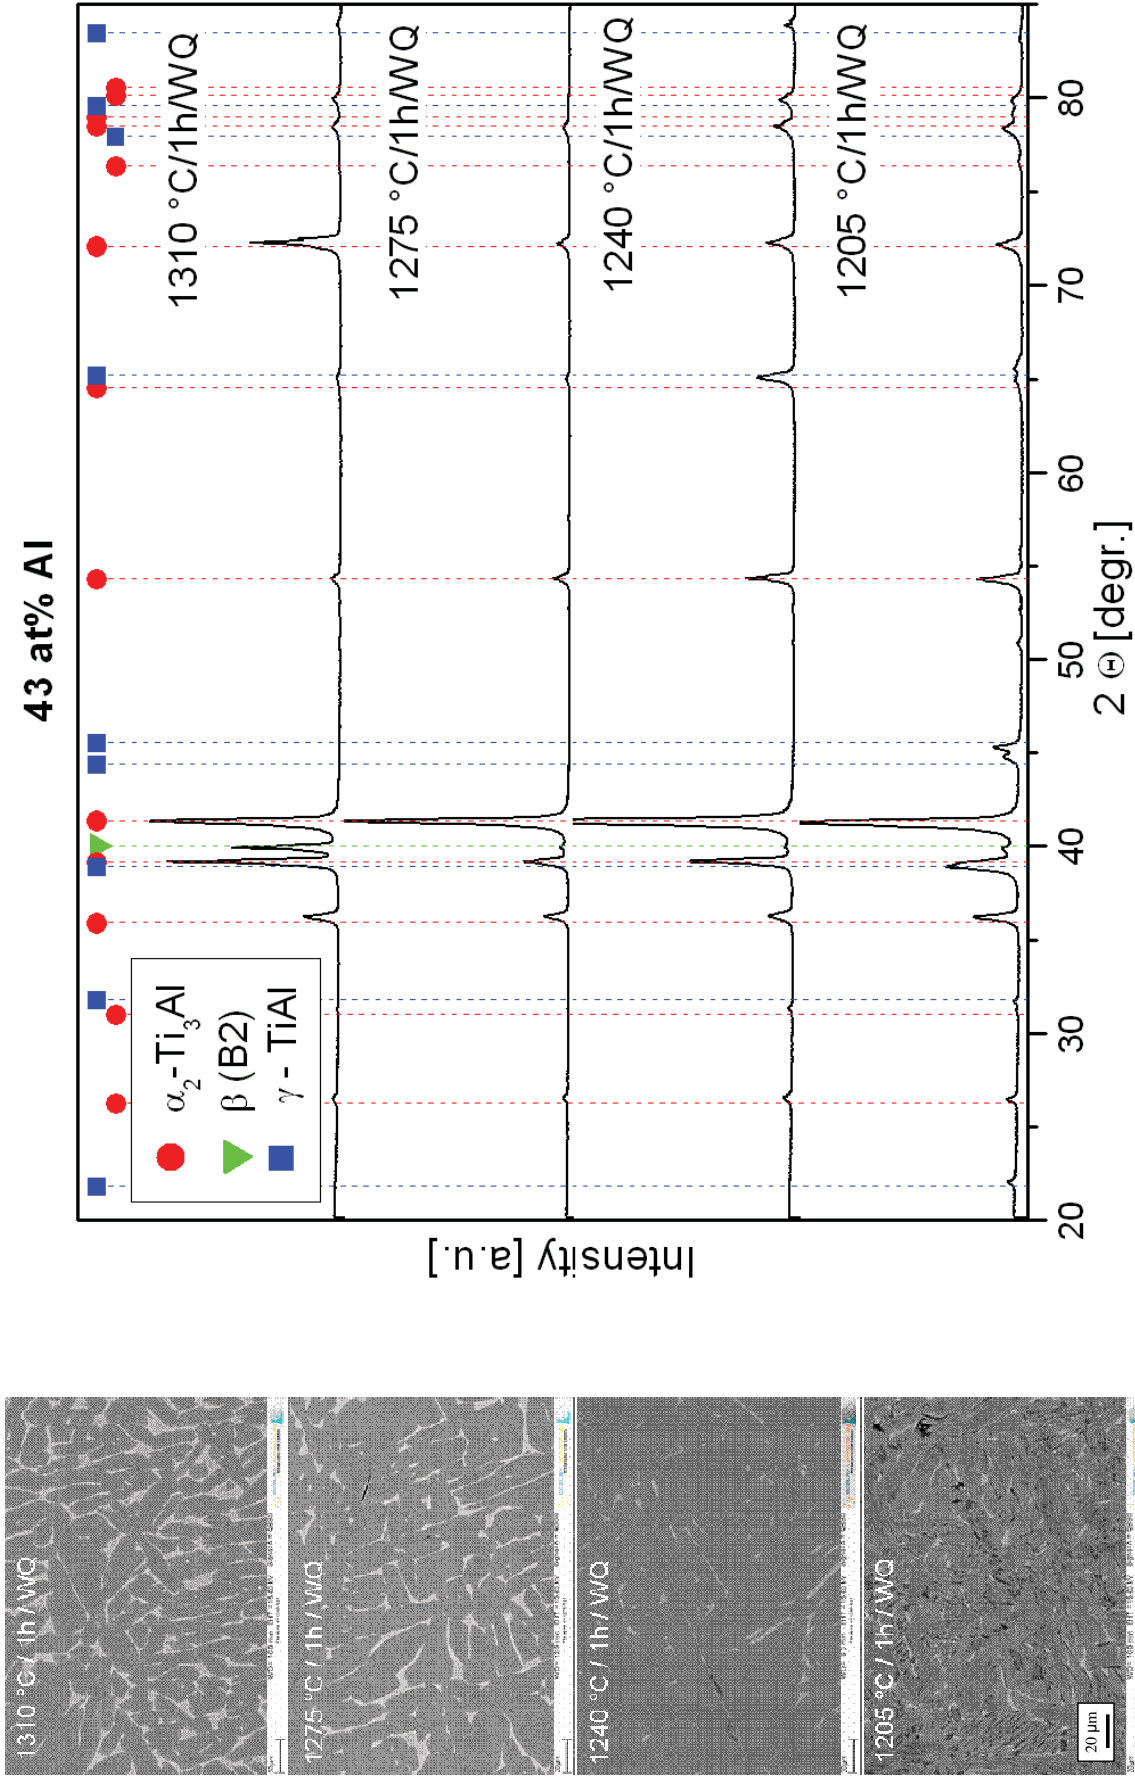 43 at% Al
1310 °C/1h/WQ
1275 °C/1h/WQ
1240 °C/1h/WQ
1205 °C/1h/WQ
α2-Ti3Al
β (B2)
γ - TiAl
Intensity [a.u.]
20 30 40 50 60 70 80
2 Θ [degr.]
1310 °C / 1h / WQ
1275 °C / 1h / WQ
1240 °C / 1h / WQ
1205 °C / 1h / WQ
20 µm